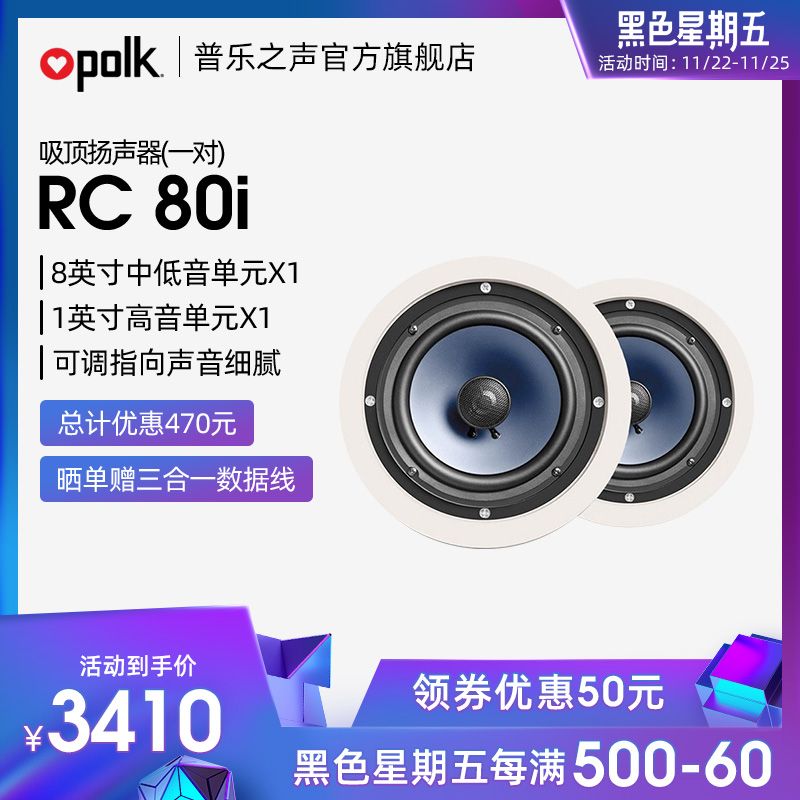 polk 普乐之声官方旗舰店
黑色星期五
活动时间:11/22-11/25
吸顶扬声器(一对)
RC 80i
8英寸中低音单元X1
1英寸高音单元X1
可调指向声音细腻
总计优惠470元
晒单赠三合一数据线
活动到手价
¥3410
领券优惠50元
黑色星期五每满500-60